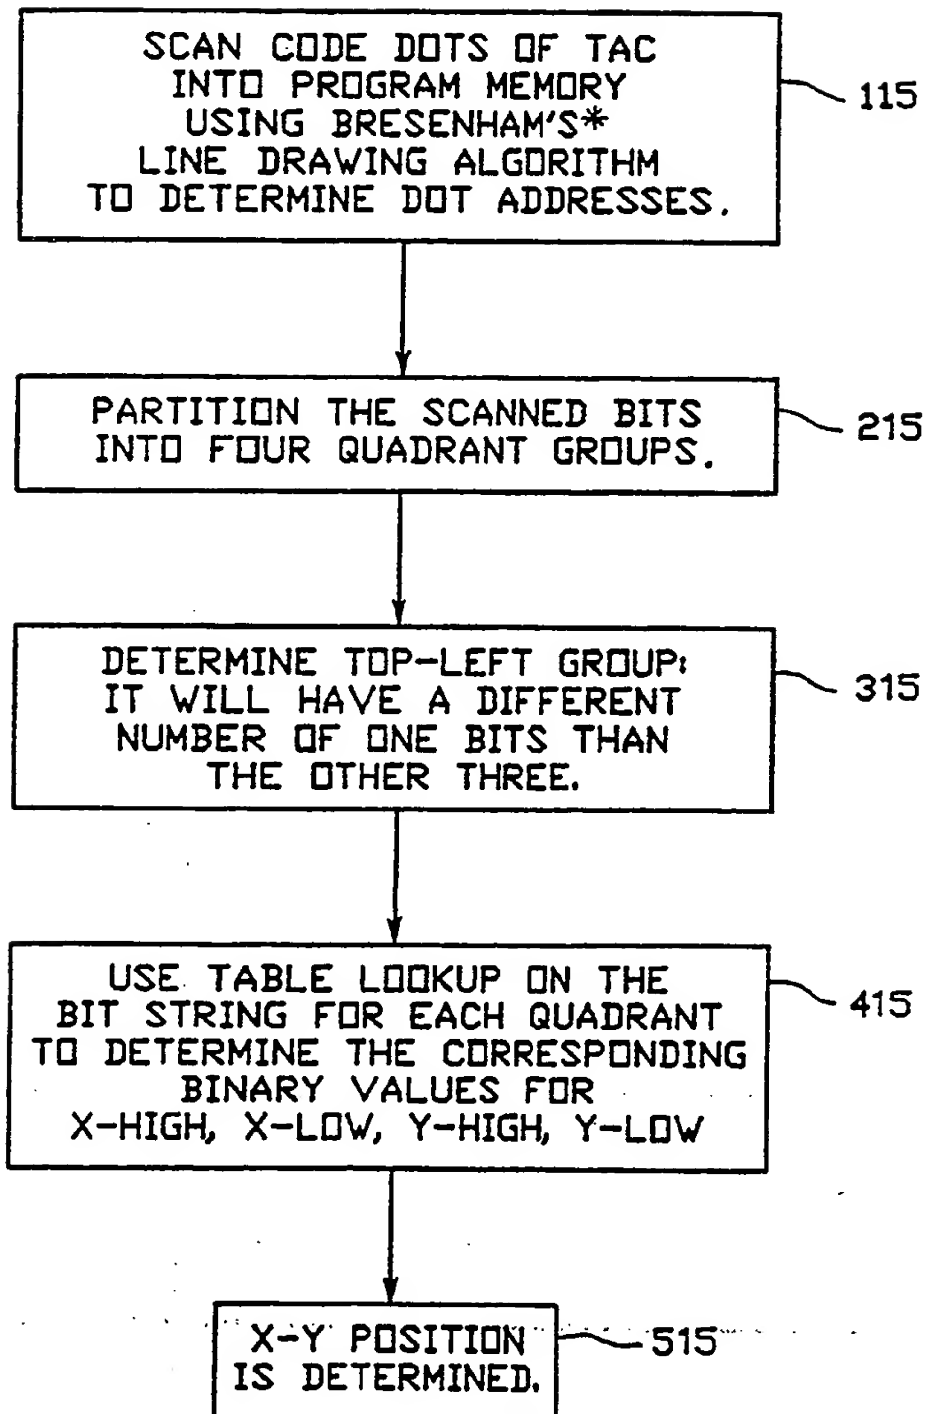 SCAN CODE DOTS OF TAC
INTO PROGRAM MEMORY
USING BRESENHAM'S*
LINE DRAWING ALGORITHM
TO DETERMINE DOT ADDRESSES.
115
PARTITION THE SCANNED BITS
INTO FOUR QUADRANT GROUPS.
215
DETERMINE TOP-LEFT GROUP:
IT WILL HAVE A DIFFERENT
NUMBER OF ONE BITS THAN
THE OTHER THREE.
315
USE TABLE LOOKUP ON THE
BIT STRING FOR EACH QUADRANT
TO DETERMINE THE CORRESPONDING
BINARY VALUES FOR
X-HIGH, X-LOW, Y-HIGH, Y-LOW
415
X-Y POSITION
IS DETERMINED.
515